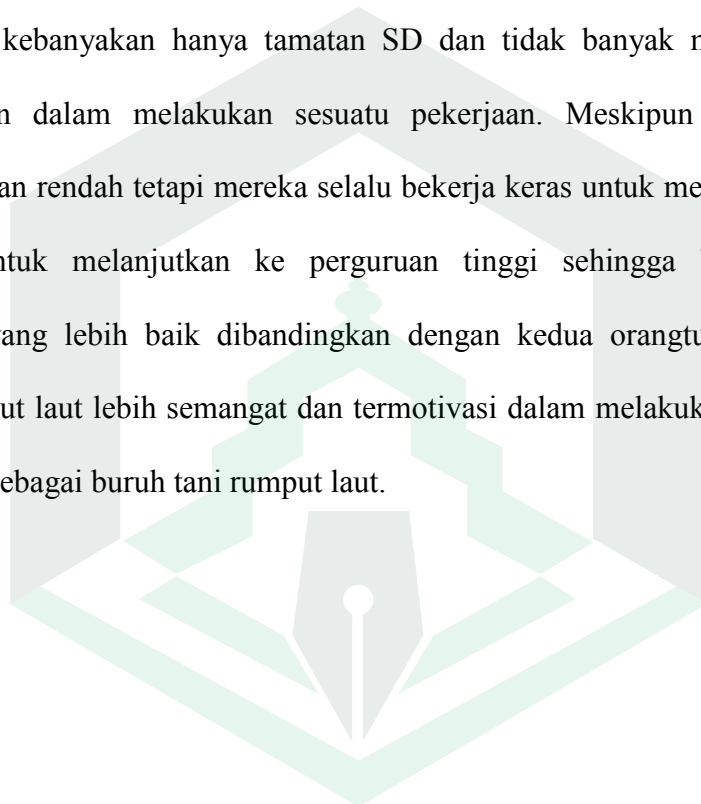 kebanyakan hanya tamatan SD dan tidak banyak
dalam melakukan sesuatu pekerjaan. Meskipun
an rendah tetapi mereka selalu bekerja keras untuk me
ntuk melanjutkan ke perguruan tinggi sehingga
yang lebih baik dibandingkan dengan kedua orangtu
ut laut lebih semangat dan termotivasi dalam melakuk
sebagai buruh tani rumput laut.